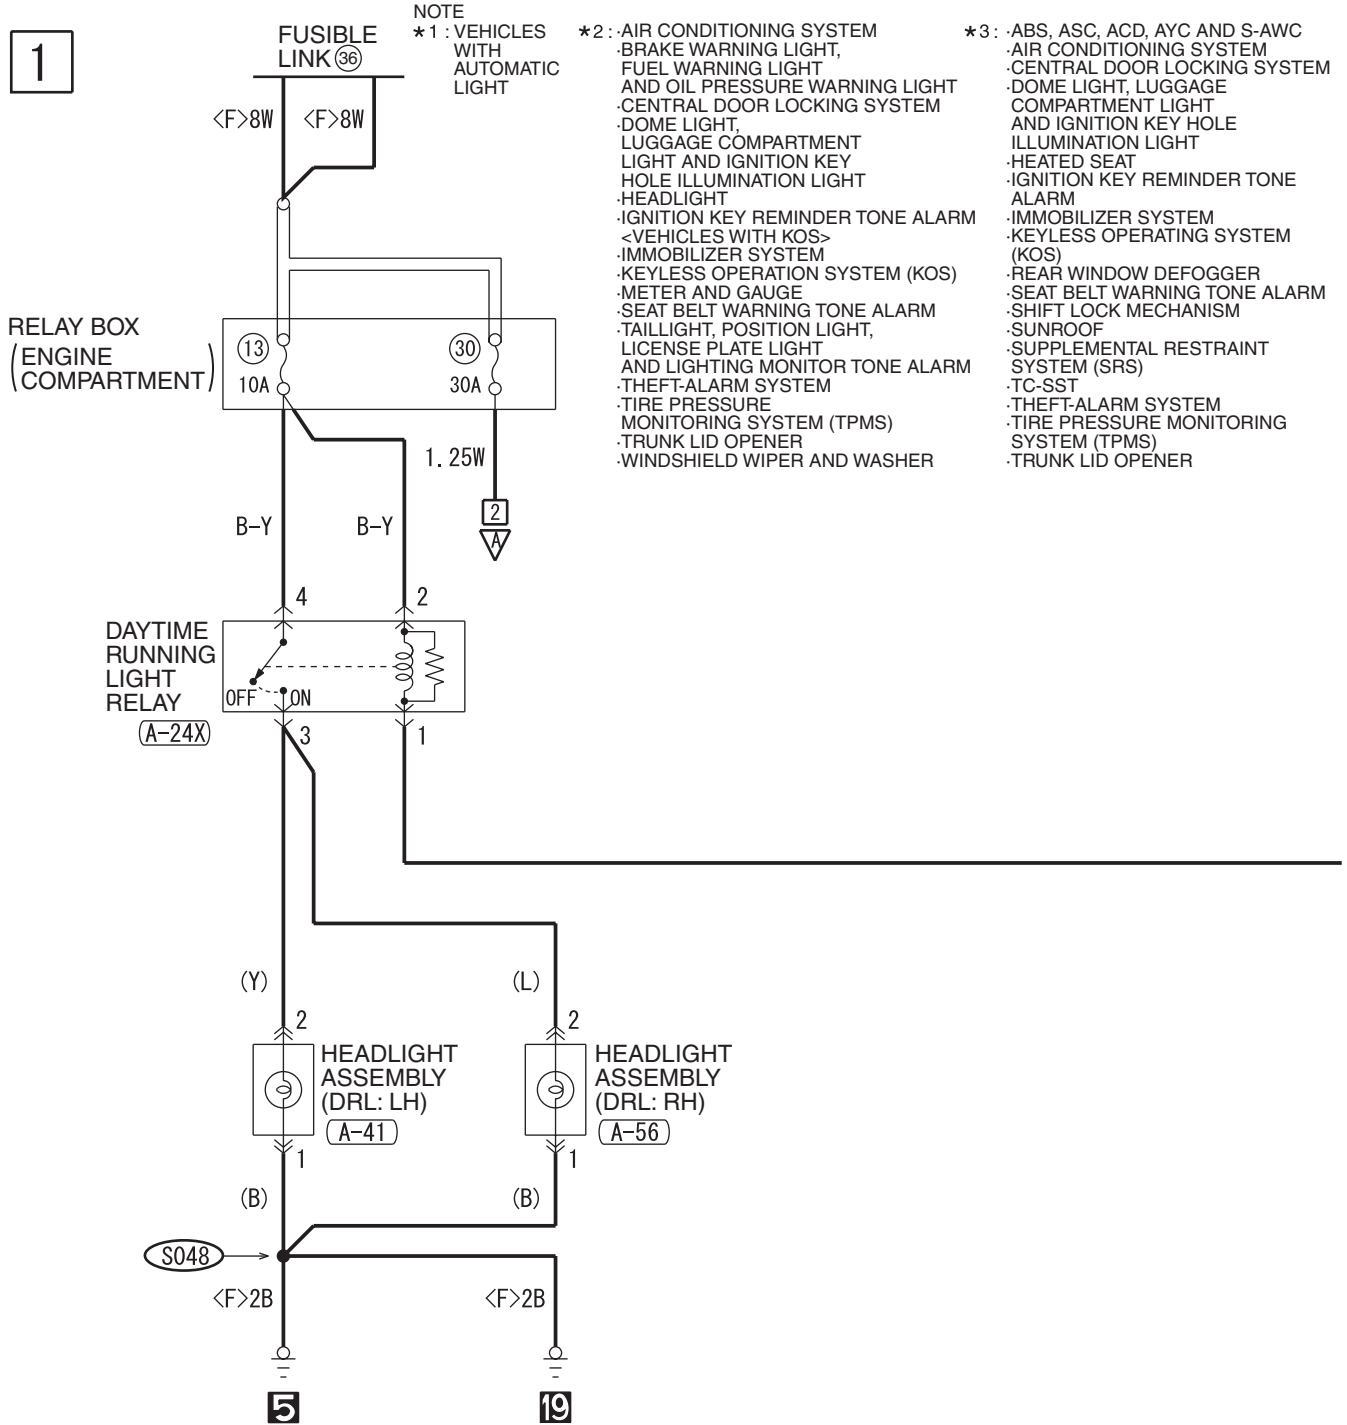 1
FUSIBLE
LINK 36
<F>8W <F>8W
NOTE
*1 : VEHICLES
WITH
AUTOMATIC
LIGHT
*2 : ·AIR CONDITIONING SYSTEM
·BRAKE WARNING LIGHT,
FUEL WARNING LIGHT
AND OIL PRESSURE WARNING LIGHT
·CENTRAL DOOR LOCKING SYSTEM
·DOME LIGHT,
LUGGAGE COMPARTMENT
LIGHT AND IGNITION KEY
HOLE ILLUMINATION LIGHT
·HEADLIGHT
·IGNITION KEY REMINDER TONE ALARM
<VEHICLES WITH KOS>
·IMMOBILIZER SYSTEM
·KEYLESS OPERATION SYSTEM (KOS)
·METER AND GAUGE
·SEAT BELT WARNING TONE ALARM
·TAILLIGHT, POSITION LIGHT,
LICENSE PLATE LIGHT
AND LIGHTING MONITOR TONE ALARM
·THEFT-ALARM SYSTEM
·TIRE PRESSURE
MONITORING SYSTEM (TPMS)
·TRUNK LID OPENER
·WINDSHIELD WIPER AND WASHER
*3 : ·ABS, ASC, ACD, AYC AND S-AWC
·AIR CONDITIONING SYSTEM
·CENTRAL DOOR LOCKING SYSTEM
·DOME LIGHT, LUGGAGE
COMPARTMENT LIGHT
AND IGNITION KEY HOLE
ILLUMINATION LIGHT
·HEATED SEAT
·IGNITION KEY REMINDER TONE
ALARM
·IMMOBILIZER SYSTEM
·KEYLESS OPERATING SYSTEM
(KOS)
·REAR WINDOW DEFOGGER
·SEAT BELT WARNING TONE ALARM
·SHIFT LOCK MECHANISM
·SUNROOF
·SUPPLEMENTAL RESTRAINT
SYSTEM (SRS)
·TC-SST
·THEFT-ALARM SYSTEM
·TIRE PRESSURE MONITORING
SYSTEM (TPMS)
·TRUNK LID OPENER
RELAY BOX
(ENGINE
COMPARTMENT)
13 30
10A 30A
1.25W
2
A
B-Y B-Y
4 2
DAYTIME
RUNNING
LIGHT
RELAY
A-24X
OFF ON
3 1
(Y) (L)
2 2
HEADLIGHT
ASSEMBLY
(DRL: LH)
A-41
HEADLIGHT
ASSEMBLY
(DRL: RH)
A-56
1 1
(B) (B)
S048
<F>2B <F>2B
5 19